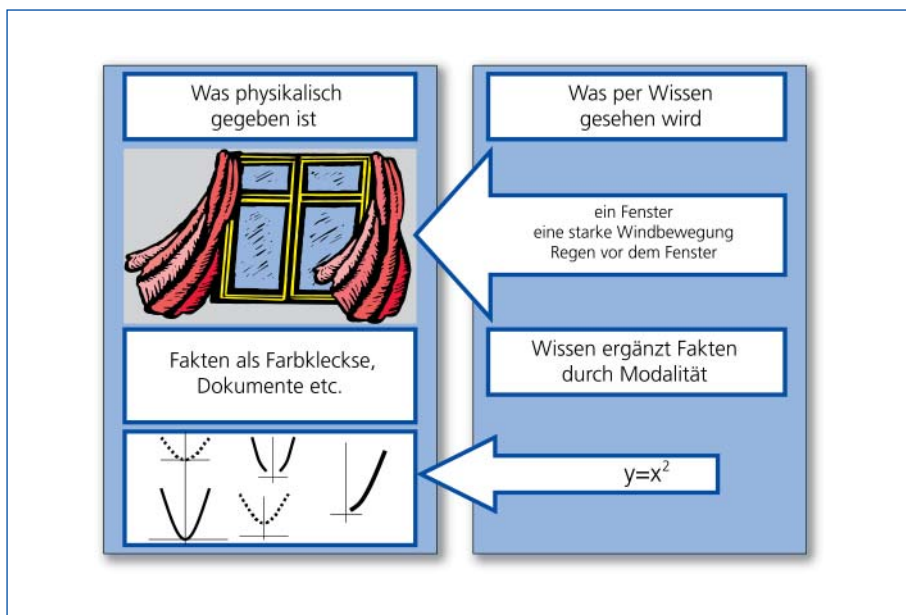 Was physikalisch
gegeben ist
Fakten als Farbkleckse,
Dokumente etc.
Was per Wissen
gesehen wird
ein Fenster
eine starke Windbewegung
Regen vor dem Fenster
Wissen ergänzt Fakten
durch Modalität
y=x²